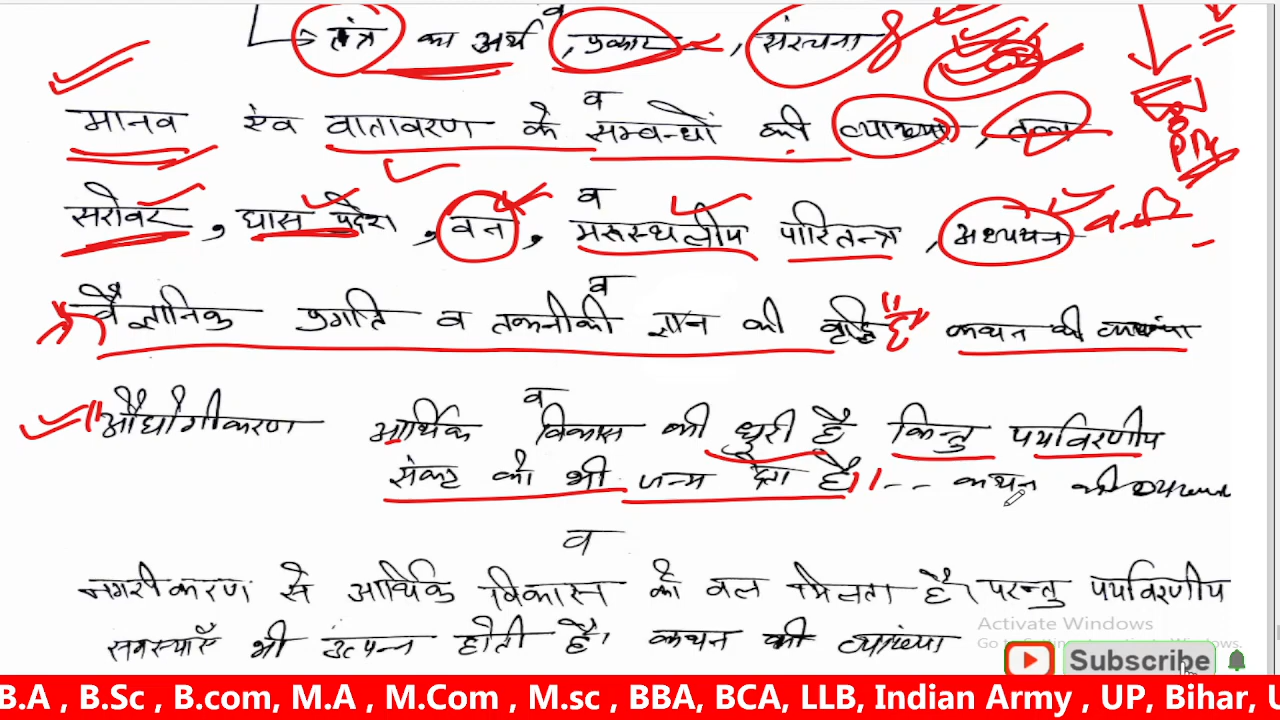 व
तंत्र का अर्थ , प्रकार , संरचना
व
मानव एंव वातावरण के सम्बन्धों की व्याख्या , तत्व
व
सरोवर , घास प्रदेश , वन , मरूस्थलीय पारितन्त्र , अध्ययन
व
वैज्ञानिक प्रगति व तकनीकी ज्ञान की वृद्धि है" कथन की व्याख्या
व
"औद्योगीकरण आर्थिक विकास की धुरी है किन्तु पर्यावरणीय
संकट को भी जन्म देता है।" -- कथन की व्याख्या
व
नगरीकरण से आर्थिक विकास को बल मिलता है। परन्तु पर्यावरणीय
समस्याएँ भी उत्पन्न होती है। कथन की व्याख्या
Activate Windows
Subscribe
B.A , B.Sc , B.com, M.A , M.Com , M.sc , BBA, BCA, LLB, Indian Army , UP, Bihar, U